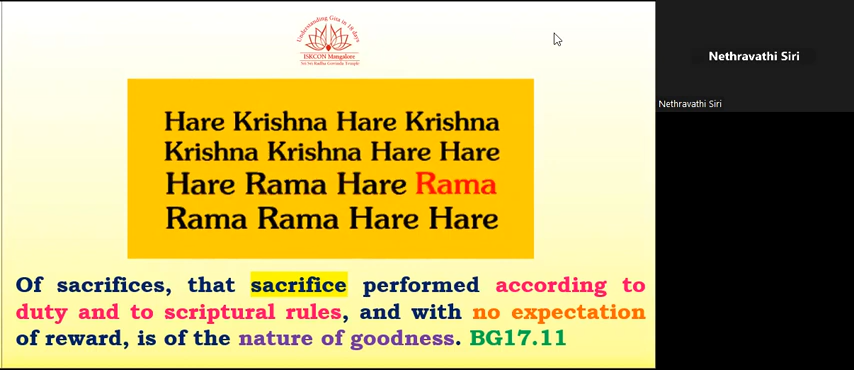 Understanding Gita in 18 days
ISKCON Mangalore
Sri Sri Radha Govinda Temple
Hare Krishna Hare Krishna
Krishna Krishna Hare Hare
Hare Rama Hare Rama
Rama Rama Hare Hare
Of sacrifices, that sacrifice performed according to
duty and to scriptural rules, and with no expectation
of reward, is of the nature of goodness. BG17.11
Nethravathi Siri
Nethravathi Siri